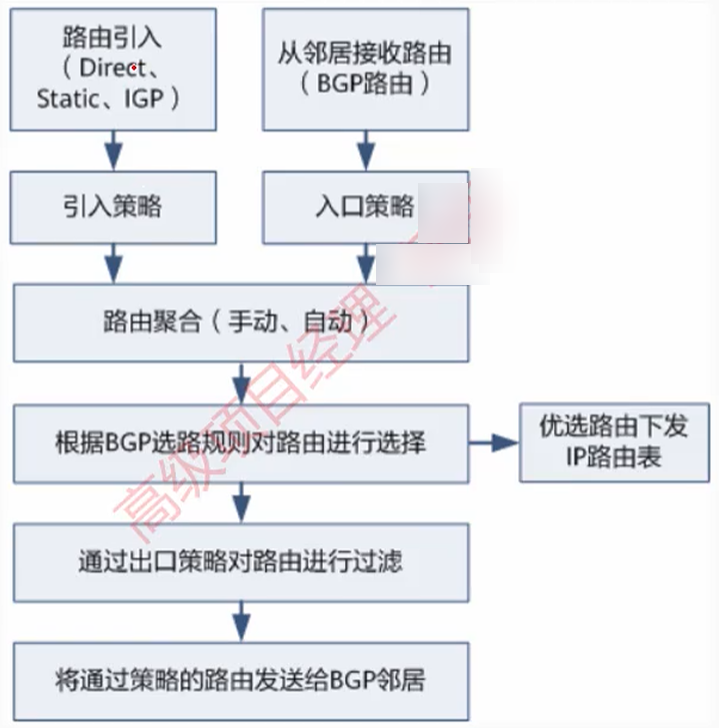 路由引入
（Direct、
Static、IGP）
从邻居接收路由
（BGP路由）
引入策略
入口策略
路由聚合（手动、自动）
根据BGP选路规则对路由进行选择
优选路由下发
IP路由表
通过出口策略对路由进行过滤
将通过策略的路由发送给BGP邻居
高级项目经理